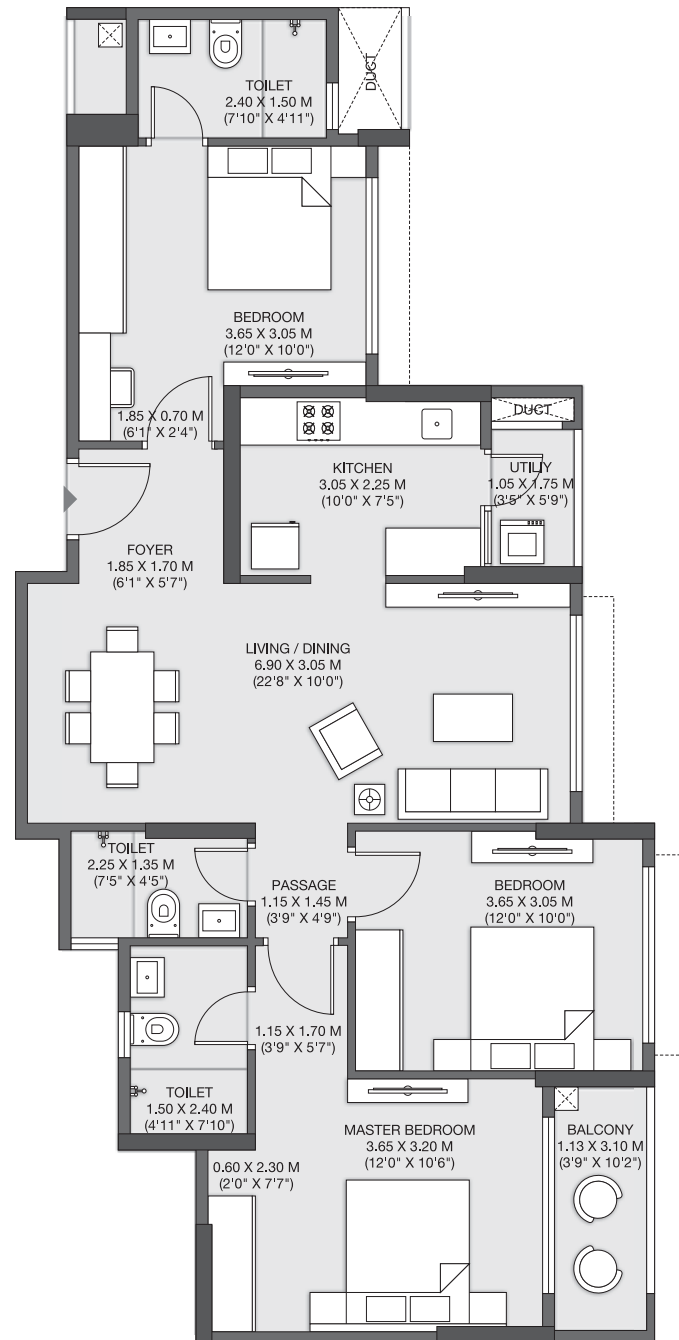 TOILET
2.40 X 1.50 M
(7'10" X 4'11")
DUCT
BEDROOM
3.65 X 3.05 M
(12'0" X 10'0")
1.85 X 0.70 M
(6'1" X 2'4")
DUCT
KITCHEN
3.05 X 2.25 M
(10'0" X 7'5")
UTILIY
1.05 X 1.75 M
(3'5" X 5'9")
FOYER
1.85 X 1.70 M
(6'1" X 5'7")
LIVING / DINING
6.90 X 3.05 M
(22'8" X 10'0")
TOILET
2.25 X 1.35 M
(7'5" X 4'5")
PASSAGE
1.15 X 1.45 M
(3'9" X 4'9")
BEDROOM
3.65 X 3.05 M
(12'0" X 10'0")
1.15 X 1.70 M
(3'9" X 5'7")
TOILET
1.50 X 2.40 M
(4'11" X 7'10")
MASTER BEDROOM
3.65 X 3.20 M
(12'0" X 10'6")
BALCONY
1.13 X 3.10 M
(3'9" X 10'2")
0.60 X 2.30 M
(2'0" X 7'7")